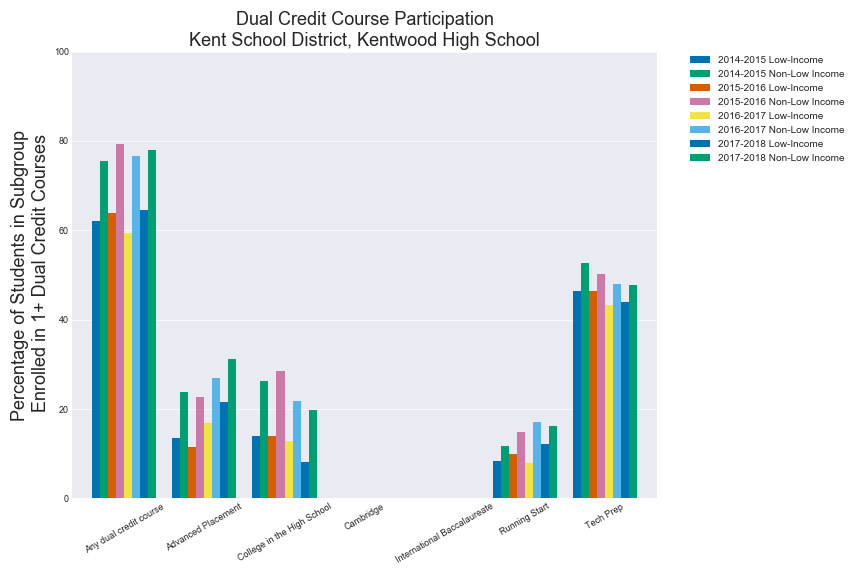 Dual Credit Course Participation
Kent School District, Kentwood High School
Percentage of Students in Subgroup
Enrolled in 1+ Dual Credit Courses
100
80
60
40
20
0
Any dual credit course
Advanced Placement
College in the High School
Cambridge
International Baccalaureate
Running Start
Tech Prep
2014-2015 Low-Income
2014-2015 Non-Low Income
2015-2016 Low-Income
2015-2016 Non-Low Income
2016-2017 Low-Income
2016-2017 Non-Low Income
2017-2018 Low-Income
2017-2018 Non-Low Income